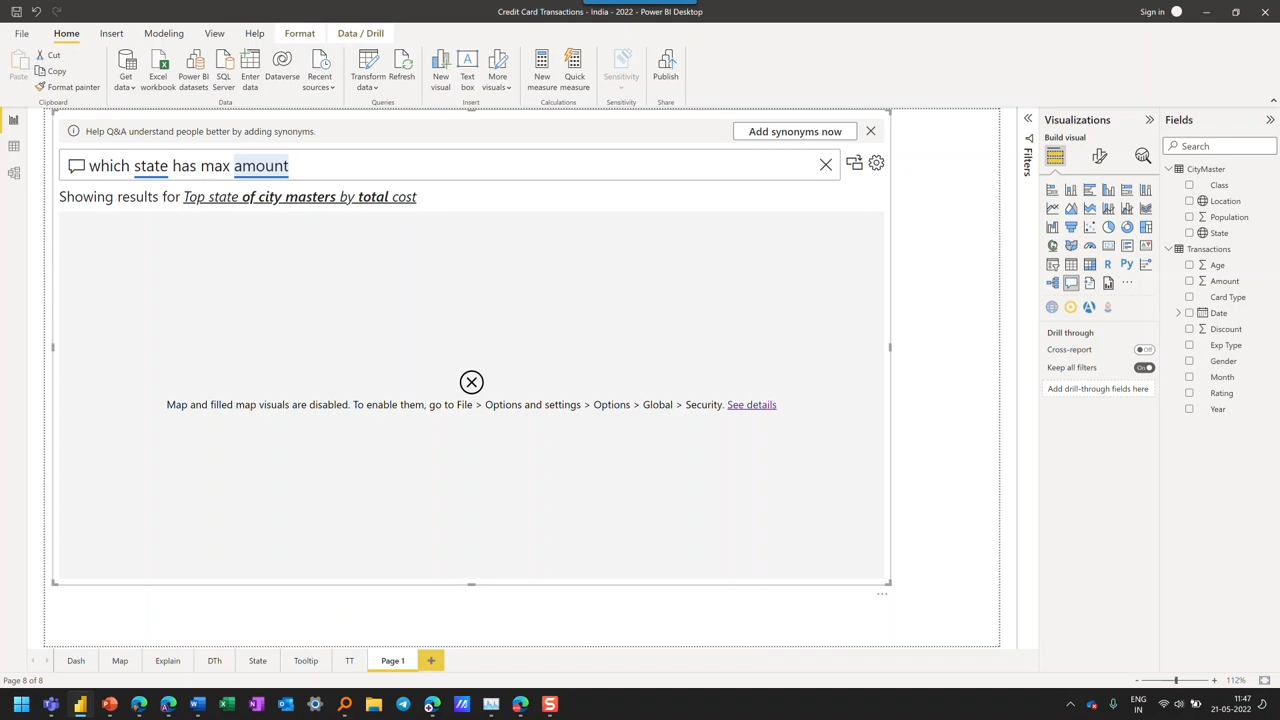 Credit Card Transactions - India - 2022 - Power BI Desktop
Sign in
File Home Insert Modeling View Help Format Data / Drill
Paste
Cut
Copy
Format painter
Clipboard
Get data
Excel workbook
Power BI datasets
SQL Server
Enter data
Dataverse
Recent sources
Data
Transform data
Refresh
Queries
New visual
Text box
More visuals
Insert
New measure
Quick measure
Calculations
Sensitivity
Sensitivity
Publish
Share
Help Q&A understand people better by adding synonyms.
Add synonyms now
which state has max amount
Showing results for Top state of city masters by total cost
Map and filled map visuals are disabled. To enable them, go to File > Options and settings > Options > Global > Security. See details
Filters
Visualizations
Build visual
R Py
Drill through
Cross-report
Off
Keep all filters
On
Add drill-through fields here
Fields
Search
CityMaster
Class
Location
Population
State
Transactions
Age
Amount
Card Type
Date
Discount
Exp Type
Gender
Month
Rating
Year
Dash Map Explain DTh State Tooltip TT Page 1
Page 8 of 8
112%
ENG
IN
11:47
21-05-2022